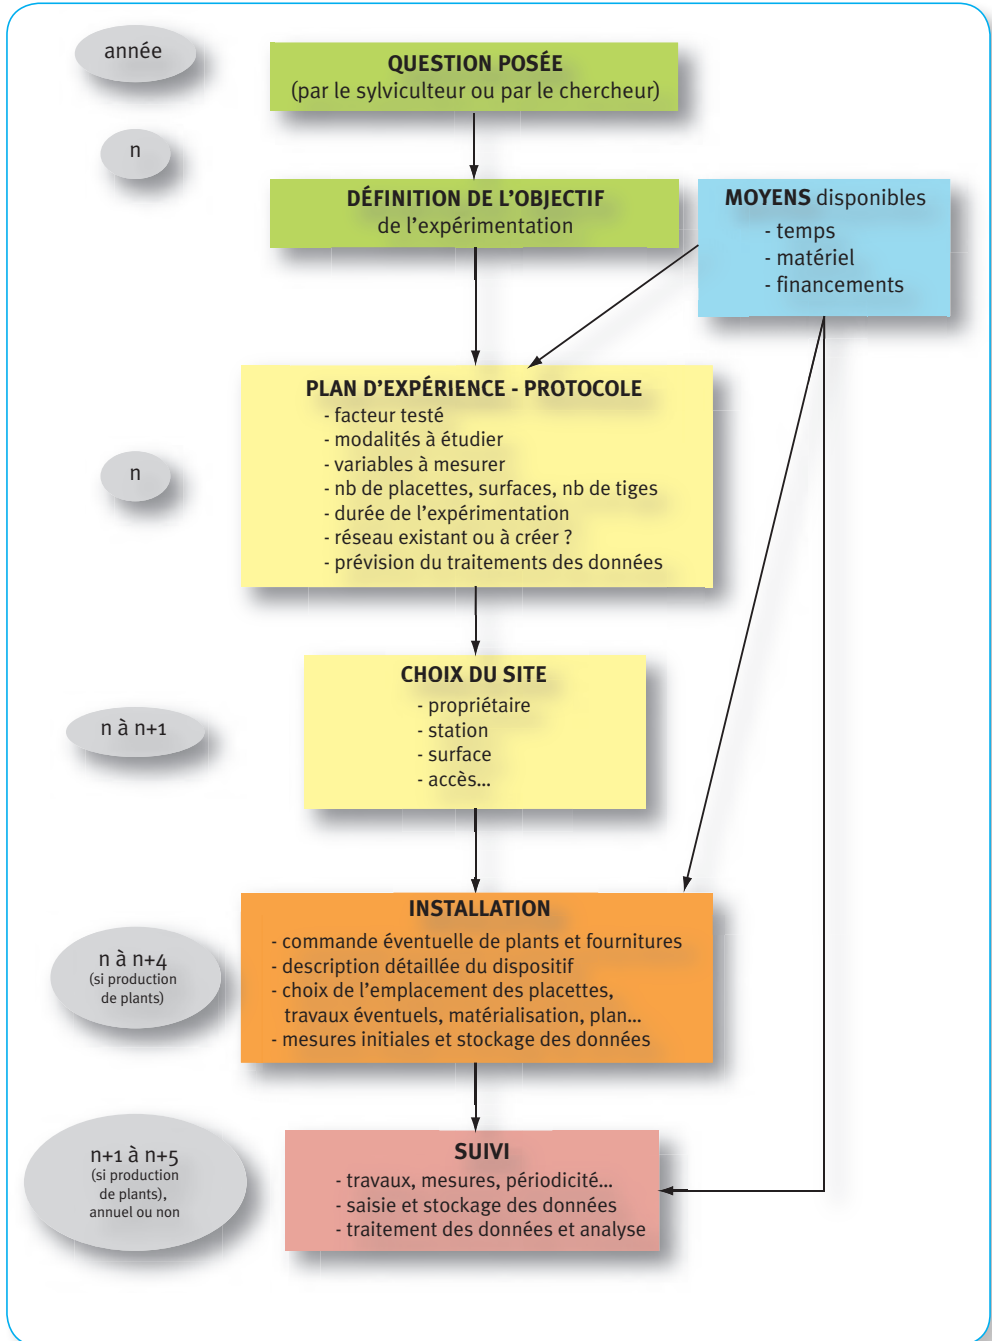 année
QUESTION POSÉE
(par le sylviculteur ou par le chercheur)
n
DÉFINITION DE L’OBJECTIF
de l’expérimentation
MOYENS disponibles
- temps
- matériel
- financements
n
PLAN D’EXPÉRIENCE - PROTOCOLE
- facteur testé
- modalités à étudier
- variables à mesurer
- nb de placettes, surfaces, nb de tiges
- durée de l’expérimentation
- réseau existant ou à créer ?
- prévision du traitements des données
n à n+1
CHOIX DU SITE
- propriétaire
- station
- surface
- accès...
n à n+4
(si production
de plants)
INSTALLATION
- commande éventuelle de plants et fournitures
- description détaillée du dispositif
- choix de l’emplacement des placettes,
travaux éventuels, matérialisation, plan...
- mesures initiales et stockage des données
n+1 à n+5
(si production
de plants),
annuel ou non
SUIVI
- travaux, mesures, périodicité...
- saisie et stockage des données
- traitement des données et analyse